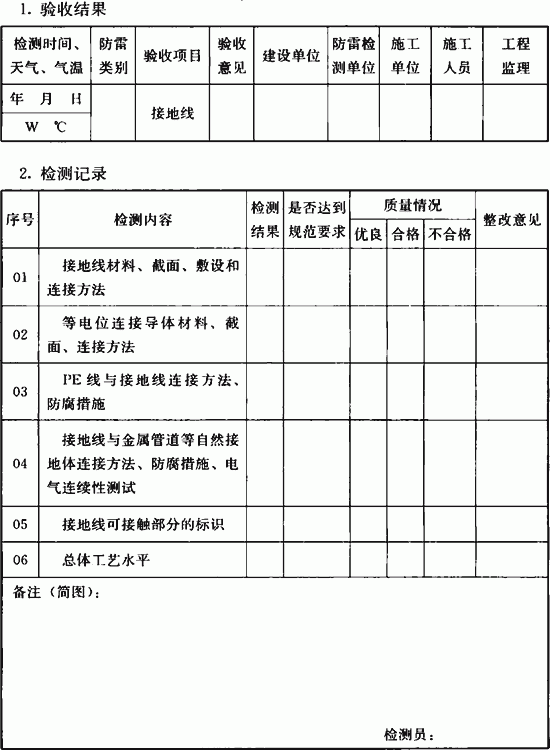 1. 验收结果
检测时间、 防雷 验收项目 验收 建设单位 防雷检 施工 施工 工程
天气、气温 类别 意见 测单位 单位 人员 监理
年 月 日
接地线
W ℃
2. 检测记录
序号 检测内容 检测 是否达到 质量情况 整改意见
结果 规范要求 优良 合格 不合格
01 接地线材料、截面、敷设和
连接方法
02 等电位连接导体材料、截
面、连接方法
03 PE 线与接地线连接方法、
防腐措施
04 接地线与金属管道等自然接
地体连接方法、防腐措施、电
气连续性测试
05 接地线可接触部分的标识
06 总体工艺水平
备注（简图）：
检测员：